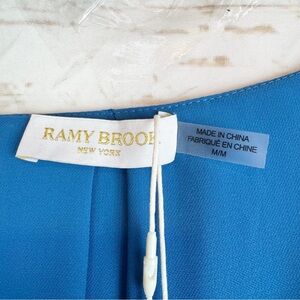 RAMY BROOK
NEW YORK
MADE IN CHINA
FABRIQUÉ EN CHINE
M/M